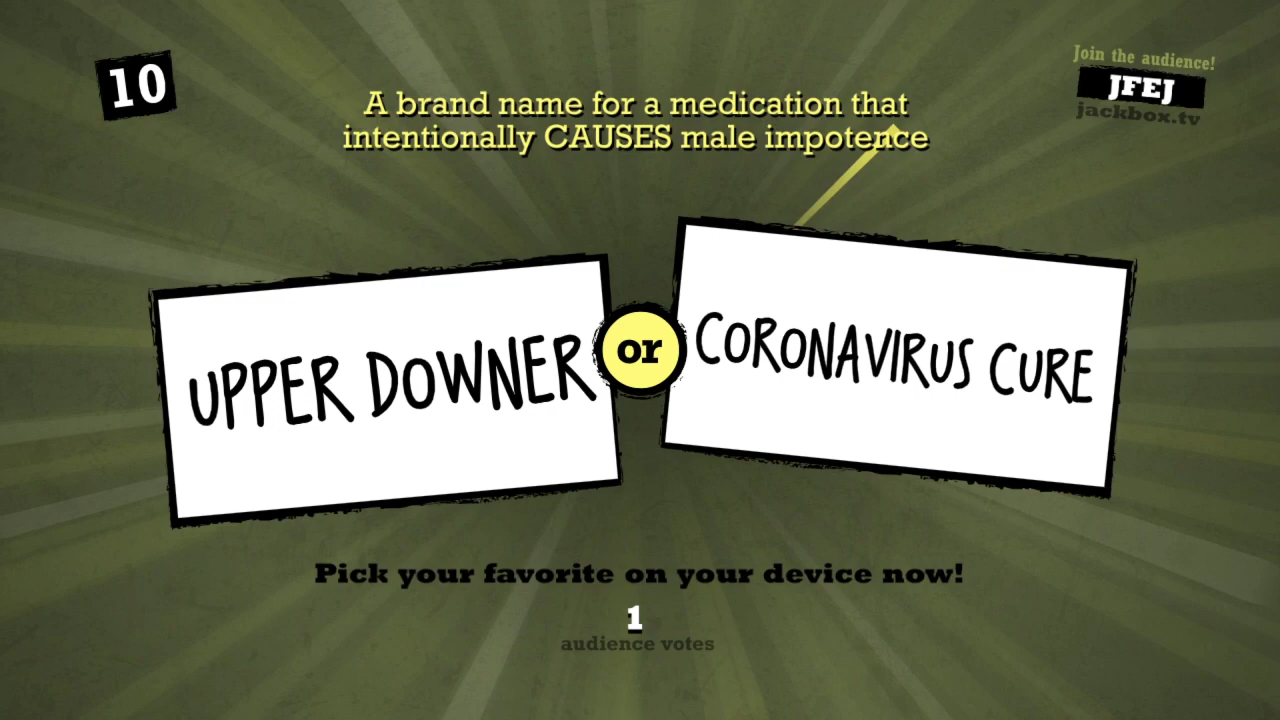 10
Join the audience!
JFEJ
jackbox.tv
A brand name for a medication that
intentionally CAUSES male impotence
UPPER DOWNER
or
CORONAVIRUS CURE
Pick your favorite on your device now!
1
audience votes